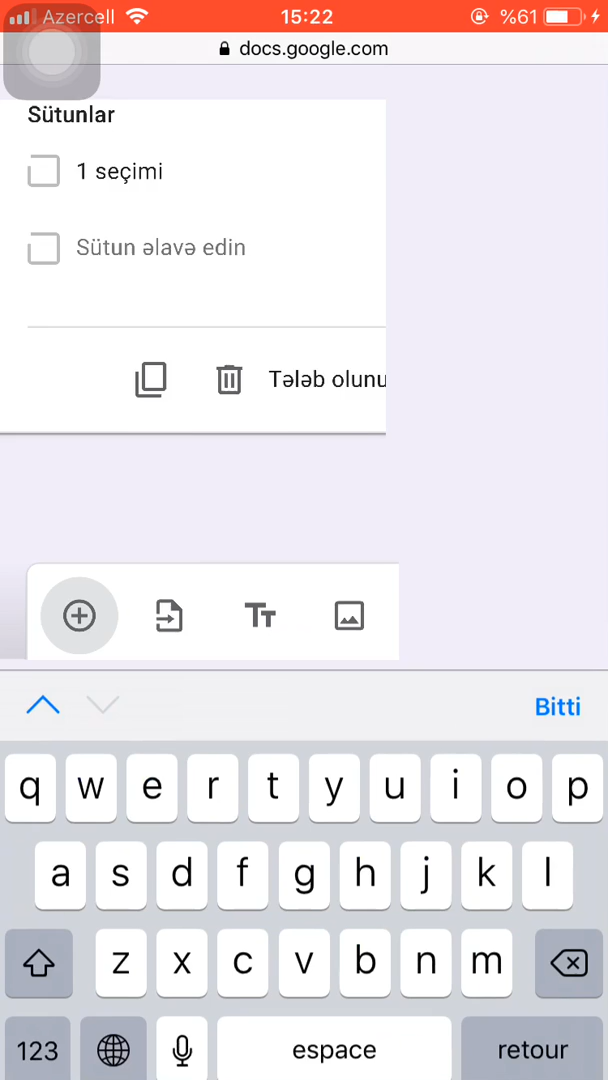 Azercell 15:22 %61
docs.google.com
Sütunlar
1 seçimi
Sütun əlavə edin
Tələb olunu
Tт
Bitti
q w e r t y u i o p
a s d f g h j k l
z x c v b n m
123 espace retour